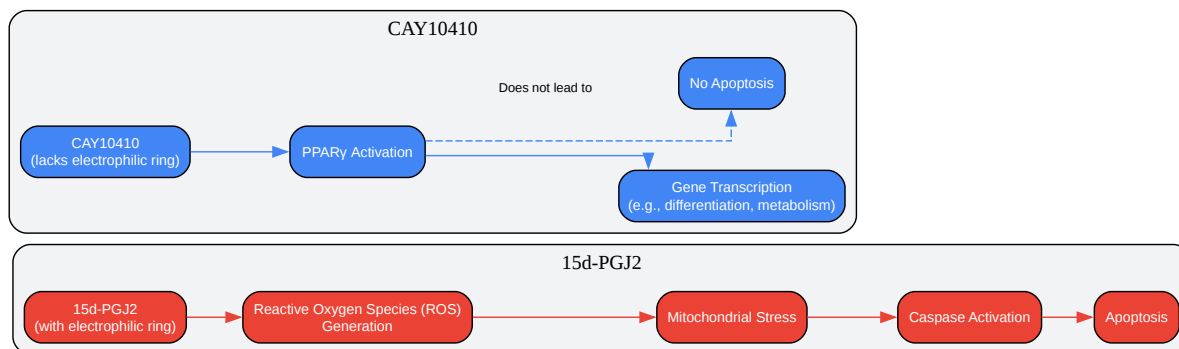 CAY10410
Does not lead to
No Apoptosis
CAY10410
(lacks electrophilic ring)
PPARγ Activation
Gene Transcription
(e.g., differentiation, metabolism)
15d-PGJ2
15d-PGJ2
(with electrophilic ring)
Reactive Oxygen Species (ROS)
Generation
Mitochondrial Stress
Caspase Activation
Apoptosis